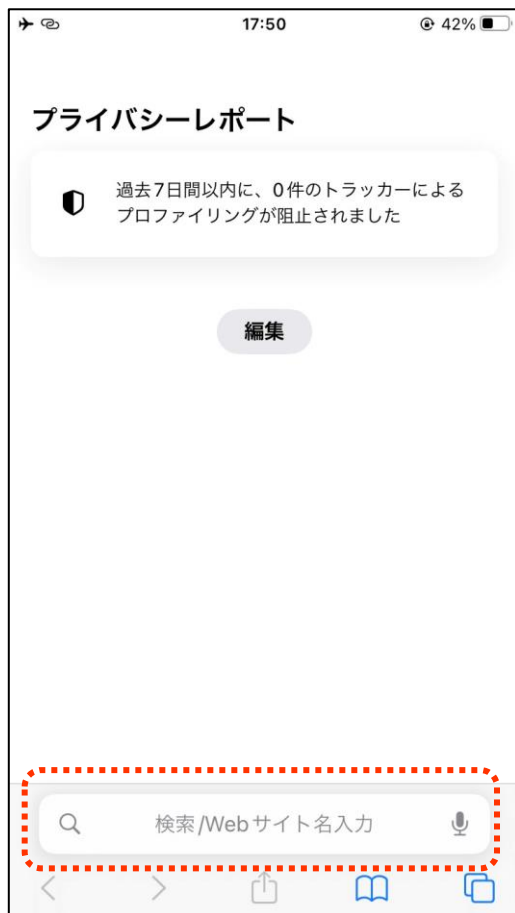 17:50
42%
プライバシーレポート
過去7日間以内に、0件のトラッカーによる
プロファイリングが阻止されました
編集
検索/Webサイト名入力